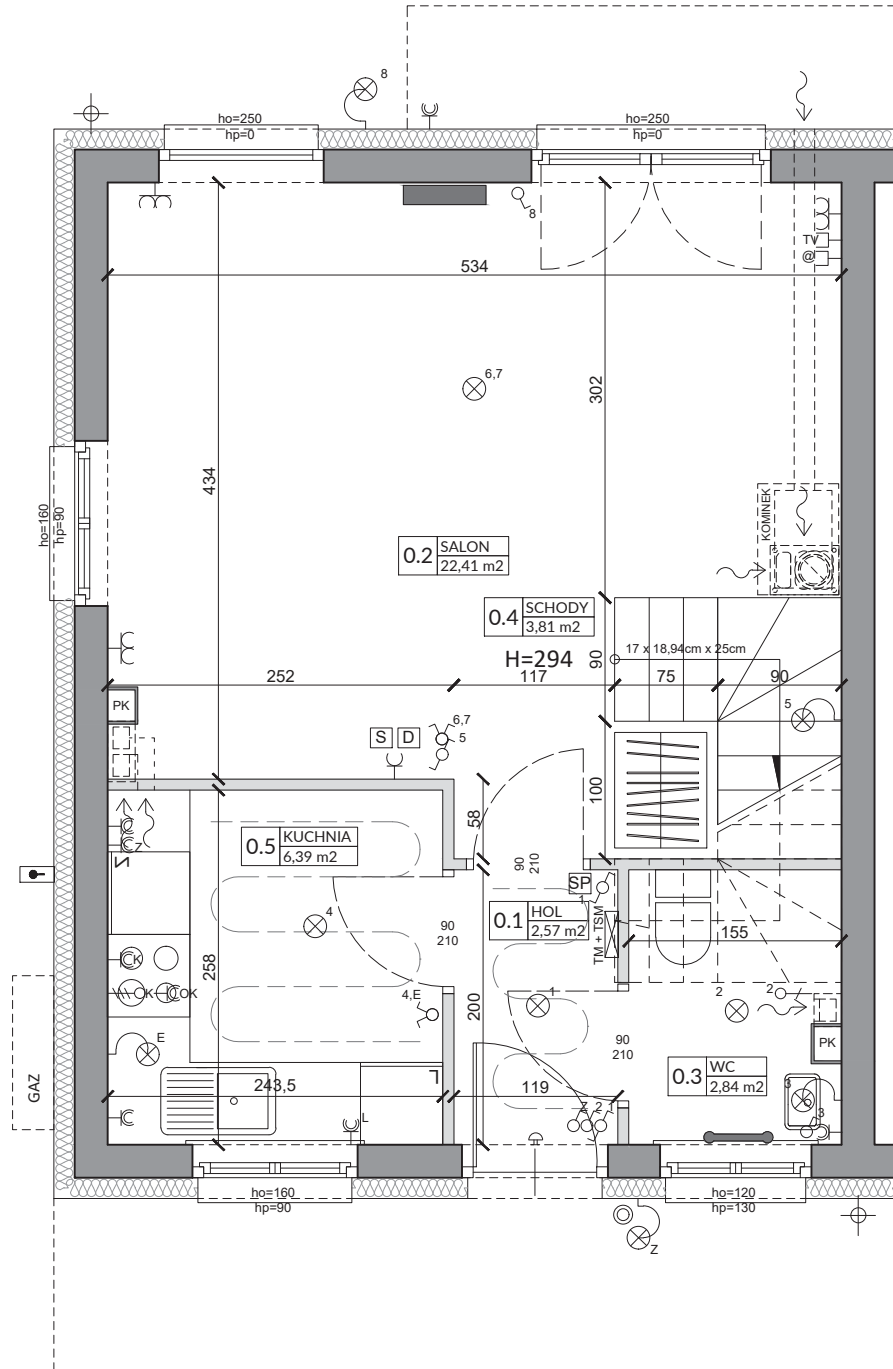 8
ho=250
hp=0
ho=250
hp=0
8
TV
@
534
6,7
302
434
ho=160
hp=90
KOMINEK
0.2 SALON
22,41 m2
0.4 SCHODY
3,81 m2
H=294
90
17 x 18,94cm x 25cm
252
117
75
90
PK
5
6,7
5
S D
100
58
0.5 KUCHNIA
6,39 m2
Z
90
210
SP
1
0.1 HOL
2,57 m2
TM + TSM
155
4
90
210
258
K
OK
OK
4,E
200
1
2
2
E
90
210
PK
0.3 WC
2,84 m2
GAZ
243,5
119
3
Z 2 1
3
L
ho=160
hp=90
ho=120
hp=130
Z